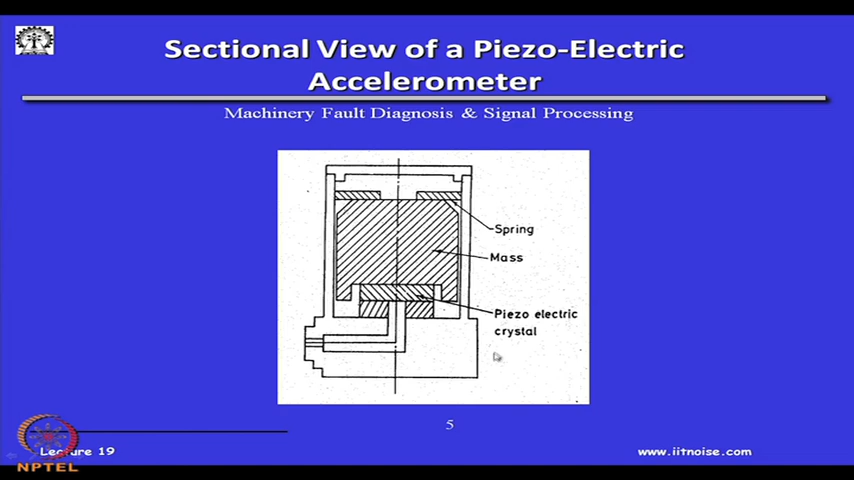 Sectional View of a Piezo-Electric
Accelerometer
Machinery Fault Diagnosis & Signal Processing
Spring
Mass
Piezo electric
crystal
5
Lecture 19
www.iitnoise.com
NPTEL